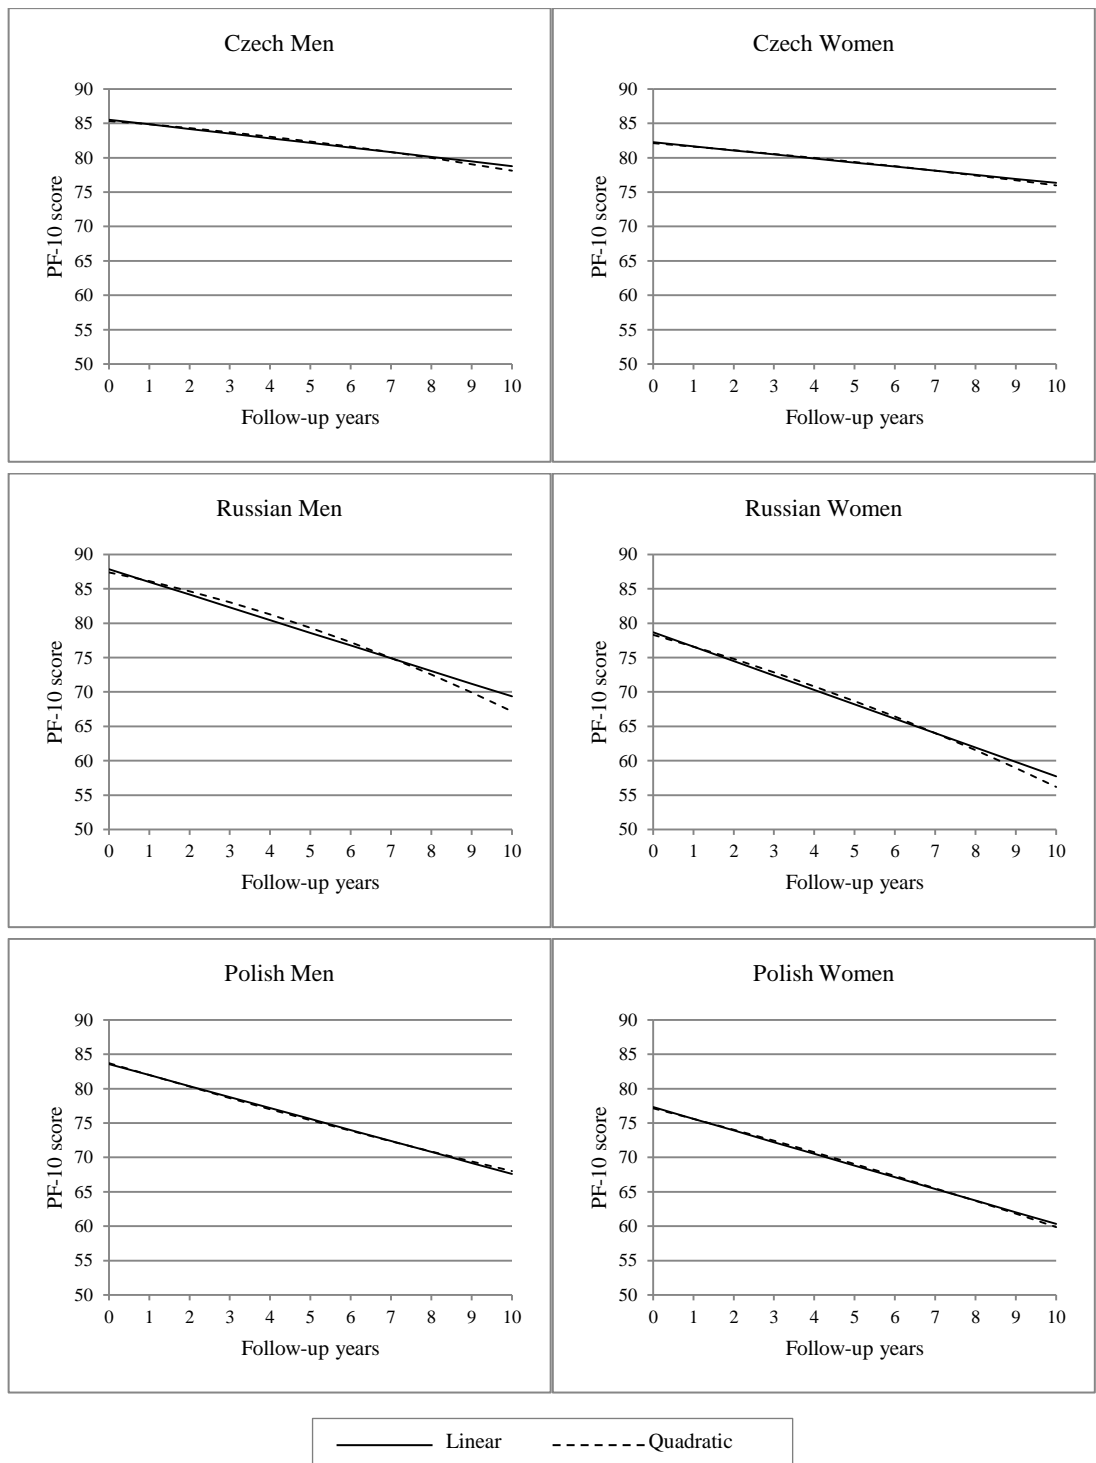 Czech Men
90
85
80
75
70
65
60
55
50
PF-10 score
0 1 2 3 4 5 6 7 8 9 10
Follow-up years
Czech Women
90
85
80
75
70
65
60
55
50
PF-10 score
0 1 2 3 4 5 6 7 8 9 10
Follow-up years
Russian Men
90
85
80
75
70
65
60
55
50
PF-10 score
0 1 2 3 4 5 6 7 8 9 10
Follow-up years
Russian Women
90
85
80
75
70
65
60
55
50
PF-10 score
0 1 2 3 4 5 6 7 8 9 10
Follow-up years
Polish Men
90
85
80
75
70
65
60
55
50
PF-10 score
0 1 2 3 4 5 6 7 8 9 10
Follow-up years
Polish Women
90
85
80
75
70
65
60
55
50
PF-10 score
0 1 2 3 4 5 6 7 8 9 10
Follow-up years
Linear Quadratic